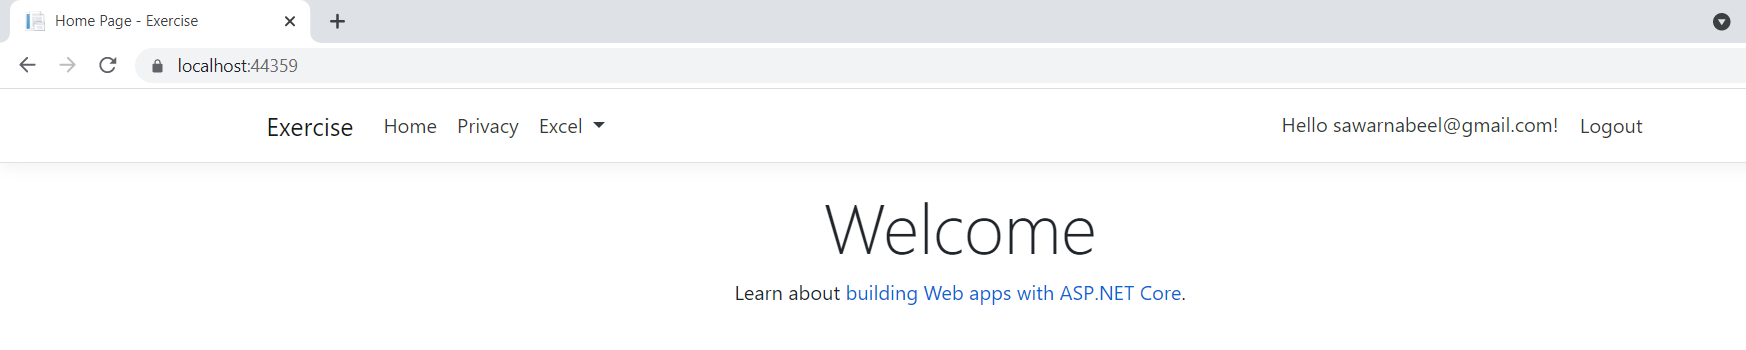 Home Page - Exercise
localhost:44359
Exercise Home Privacy Excel Hello sawarnabeel@gmail.com! Logout
Welcome
Learn about building Web apps with ASP.NET Core.